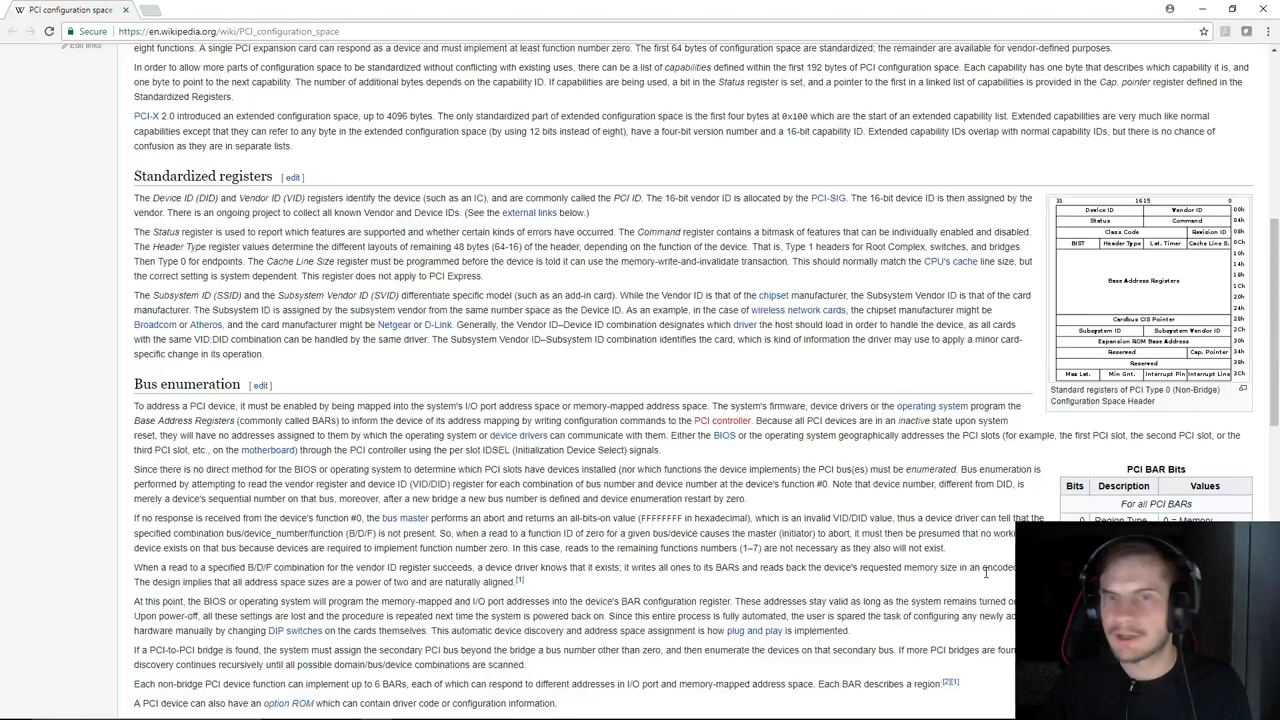 PCI configuration space
Secure
https://en.wikipedia.org/wiki/PCI_configuration_space
Edit links
eight functions. A single PCI expansion card can respond as a device and must implement at least function number zero. The first 64 bytes of configuration space are standardized; the remainder are available for vendor-defined purposes.
In order to allow more parts of configuration space to be standardized without conflicting with existing uses, there can be a list of capabilities defined within the first 192 bytes of PCI configuration space. Each capability has one byte that describes which capability it is, and
one byte to point to the next capability. The number of additional bytes depends on the capability ID. If capabilities are being used, a bit in the Status register is set, and a pointer to the first in a linked list of capabilities is provided in the Cap. pointer register defined in the
Standardized Registers.
PCI-X 2.0 introduced an extended configuration space, up to 4096 bytes. The only standardized part of extended configuration space is the first four bytes at 0x100 which are the start of an extended capability list. Extended capabilities are very much like normal
capabilities except that they can refer to any byte in the extended configuration space (by using 12 bits instead of eight), have a four-bit version number and a 16-bit capability ID. Extended capability IDs overlap with normal capability IDs, but there is no chance of
confusion as they are in separate lists.
Standardized registers [ edit ]
The Device ID (DID) and Vendor ID (VID) registers identify the device (such as an IC), and are commonly called the PCI ID. The 16-bit vendor ID is allocated by the PCI-SIG. The 16-bit device ID is then assigned by the
vendor. There is an ongoing project to collect all known Vendor and Device IDs. (See the external links below.)
The Status register is used to report which features are supported and whether certain kinds of errors have occurred. The Command register contains a bitmask of features that can be individually enabled and disabled.
The Header Type register values determine the different layouts of remaining 48 bytes (64-16) of the header, depending on the function of the device. That is, Type 1 headers for Root Complex, switches, and bridges.
Then Type 0 for endpoints. The Cache Line Size register must be programmed before the device is told it can use the memory-write-and-invalidate transaction. This should normally match the CPU's cache line size, but
the correct setting is system dependent. This register does not apply to PCI Express.
The Subsystem ID (SSID) and the Subsystem Vendor ID (SVID) differentiate specific model (such as an add-in card). While the Vendor ID is that of the chipset manufacturer, the Subsystem Vendor ID is that of the card
manufacturer. The Subsystem ID is assigned by the subsystem vendor from the same number space as the Device ID. As an example, in the case of wireless network cards, the chipset manufacturer might be
Broadcom or Atheros, and the card manufacturer might be Netgear or D-Link. Generally, the Vendor ID–Device ID combination designates which driver the host should load in order to handle the device, as all cards
with the same VID:DID combination can be handled by the same driver. The Subsystem Vendor ID–Subsystem ID combination identifies the card, which is kind of information the driver may use to apply a minor card-
specific change in its operation.
31 16 15 0
Device ID Vendor ID 00h
Status Command 04h
Class Code Revision ID 08h
BIST Header Type Lat. Timer Cache Line S. 0Ch
10h
14h
18h
Base Address Registers
1Ch
20h
24h
Cardbus CIS Pointer 28h
Subsystem ID Subsystem Vendor ID 2Ch
Expansion ROM Base Address 30h
Reserved Cap. Pointer 34h
Reserved 38h
Max Lat. Min Gnt. Interrupt Pin Interrupt Line 3Ch
Standard registers of PCI Type 0 (Non-Bridge)
Configuration Space Header
Bus enumeration [ edit ]
To address a PCI device, it must be enabled by being mapped into the system's I/O port address space or memory-mapped address space. The system's firmware, device drivers or the operating system program the
Base Address Registers (commonly called BARs) to inform the device of its address mapping by writing configuration commands to the PCI controller. Because all PCI devices are in an inactive state upon system
reset, they will have no addresses assigned to them by which the operating system or device drivers can communicate with them. Either the BIOS or the operating system geographically addresses the PCI slots (for example, the first PCI slot, the second PCI slot, or the
third PCI slot, etc., on the motherboard) through the PCI controller using the per slot IDSEL (Initialization Device Select) signals.
Since there is no direct method for the BIOS or operating system to determine which PCI slots have devices installed (nor which functions the device implements) the PCI bus(es) must be enumerated. Bus enumeration is
performed by attempting to read the vendor and device ID (VID/DID) register for each combination of bus number and device number at the device's function #0. Note that device number, different from DID, is
merely a device's sequential number on that bus, moreover, after a new bridge a new bus number is defined and device enumeration restart by zero.
If no response is received from the device's function #0, the bus master performs an abort and returns an all-bits-on value (FFFFFFFF in hexadecimal), which is an invalid VID/DID value, thus a device driver can tell that the
specified combination bus/device_number/function (B/D/F) is not present. So, when a read to a function ID of zero for a given bus/device causes the master (initiator) to abort, it must then be presumed that no
device exists on that bus because devices are required to implement function number zero. In this case, reads to the remaining functions numbers (1–7) are not necessary as they also will not exist.
When a read to a specified B/D/F combination for the vendor ID register succeeds, a device driver knows that it exists; it writes all ones to its BARs and reads back the device's requested memory size in an encoded
The design implies that all address space sizes are a power of two and are naturally aligned.[1]
At this point, the BIOS or operating system will program the memory-mapped and I/O port addresses into the device's BAR configuration register. These addresses stay valid as long as the system remains turned
Upon power-off, all these settings are lost and the procedure is repeated next time the system is powered back on. Since this entire process is fully automated, the user is spared the task of configuring any newly
hardware manually by changing DIP switches on the cards themselves. This automatic device discovery and address space assignment is how plug and play is implemented.
If a PCI-to-PCI bridge is found, the system must assign the secondary PCI bus beyond the bridge a bus number other than zero, and then enumerate the devices on that secondary bus. If more PCI bridges are
discovery continues recursively until all possible domain/bus/device combinations are scanned.
Each non-bridge PCI device function can implement up to 6 BARs, each of which can respond to different addresses in I/O port and memory-mapped address space. Each BAR describes a region:[2][1]
A PCI device can also have an option ROM which can contain driver code or configuration information.
PCI BAR Bits
Bits Description Values
For all PCI BARs
0 Region Type 0 = Memory